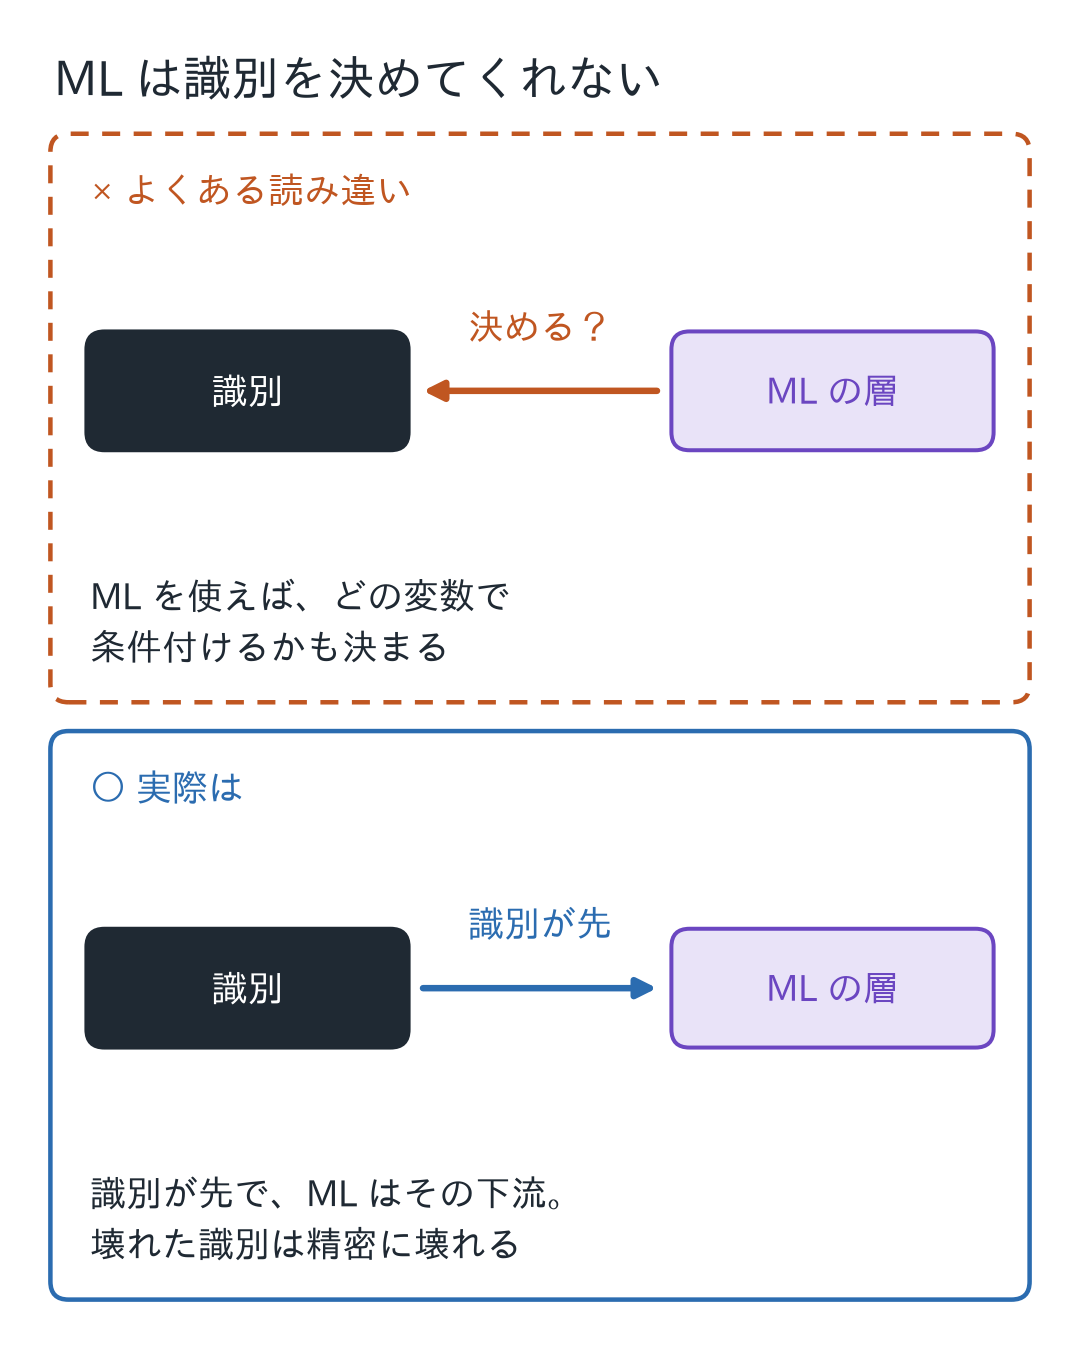 ML は識別を決めてくれない
× よくある読み違い
決める？
識別
ML の層
ML を使えば、どの変数で
条件付けるかも決まる
○ 実際は
識別が先
識別
ML の層
識別が先で、ML はその下流。
壊れた識別は精密に壊れる